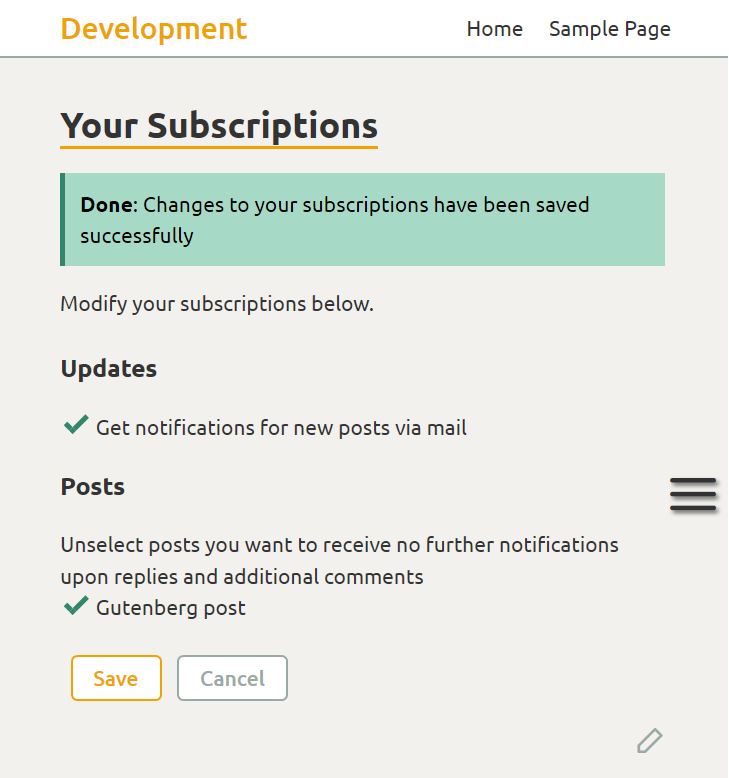 Development
Home Sample Page
Your Subscriptions
Done: Changes to your subscriptions have been saved
successfully
Modify your subscriptions below.
Updates
Get notifications for new posts via mail
Posts
Unselect posts you want to receive no further notifications
upon replies and additional comments
Gutenberg post
Save Cancel